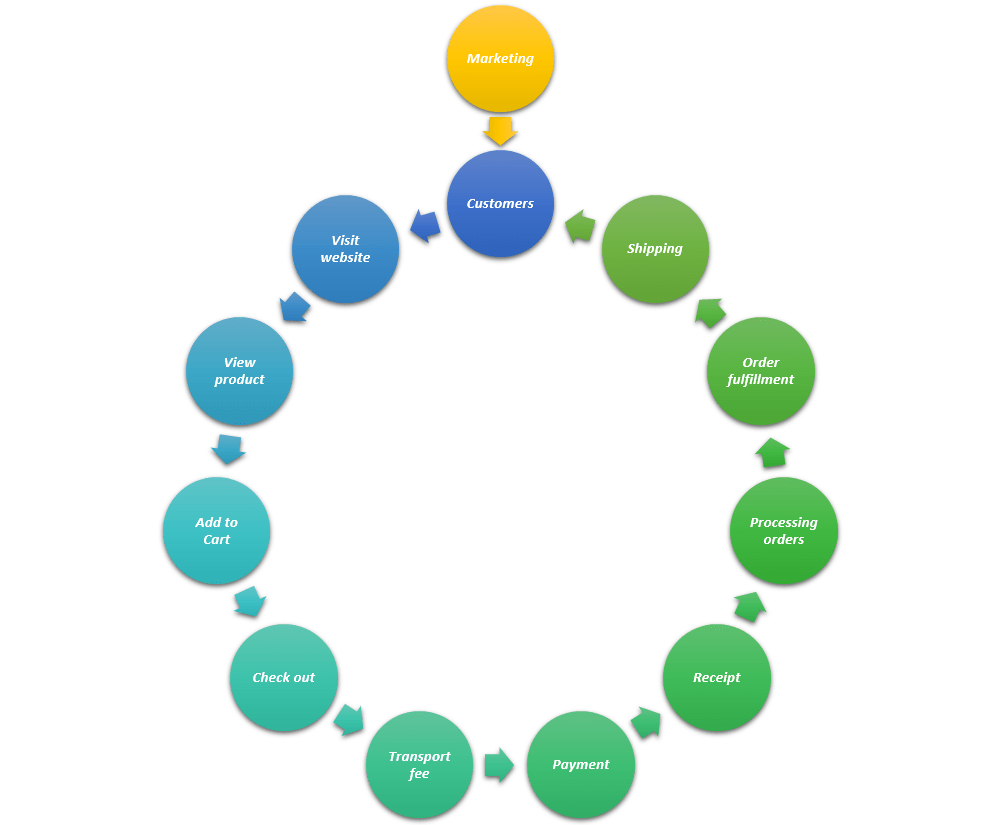 Marketing
Customers
Visit
website
View
product
Add to
Cart
Check out
Transport
fee
Payment
Receipt
Processing
orders
Order
fulfillment
Shipping